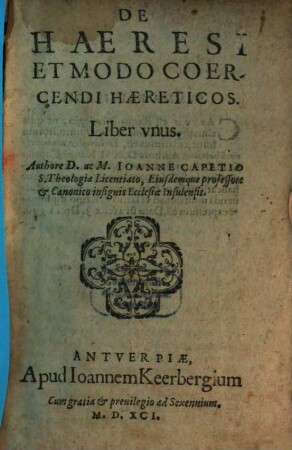 DE
HAERESI
ET MODO COER-
CENDI HÆRETICOS.
Liber vnus.
Authore D. ac M. IOANNE CAPETIO
S. Theologiæ Licentiato, Eiusdemque professore
& Canonico insignis Ecclesiæ Insulensis.
ANTVERPIÆ,
Apud Ioannem Keerbergium
Cum gratia & preuilegio ad Sexennium.
M. D. XCI.